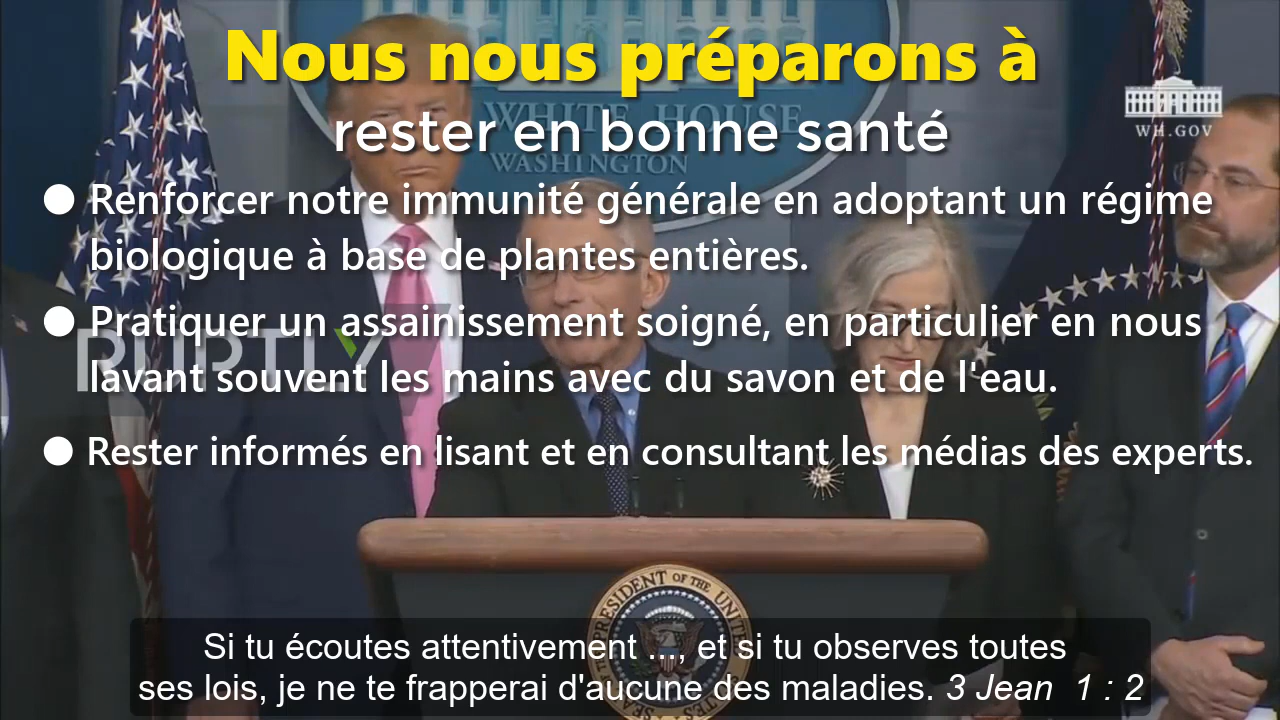 Nous nous préparons à
rester en bonne santé
● Renforcer notre immunité générale en adoptant un régime
biologique à base de plantes entières.
● Pratiquer un assainissement soigné, en particulier en nous
lavant souvent les mains avec du savon et de l'eau.
● Rester informés en lisant et en consultant les médias des experts.
Si tu écoutes attentivement ..., et si tu observes toutes
ses lois, je ne te frapperai d'aucune des maladies. 3 Jean 1 : 2
WHITE HOUSE
WASHINGTON
WH.GOV
RUPTLY
PRESIDENT OF THE UNITED